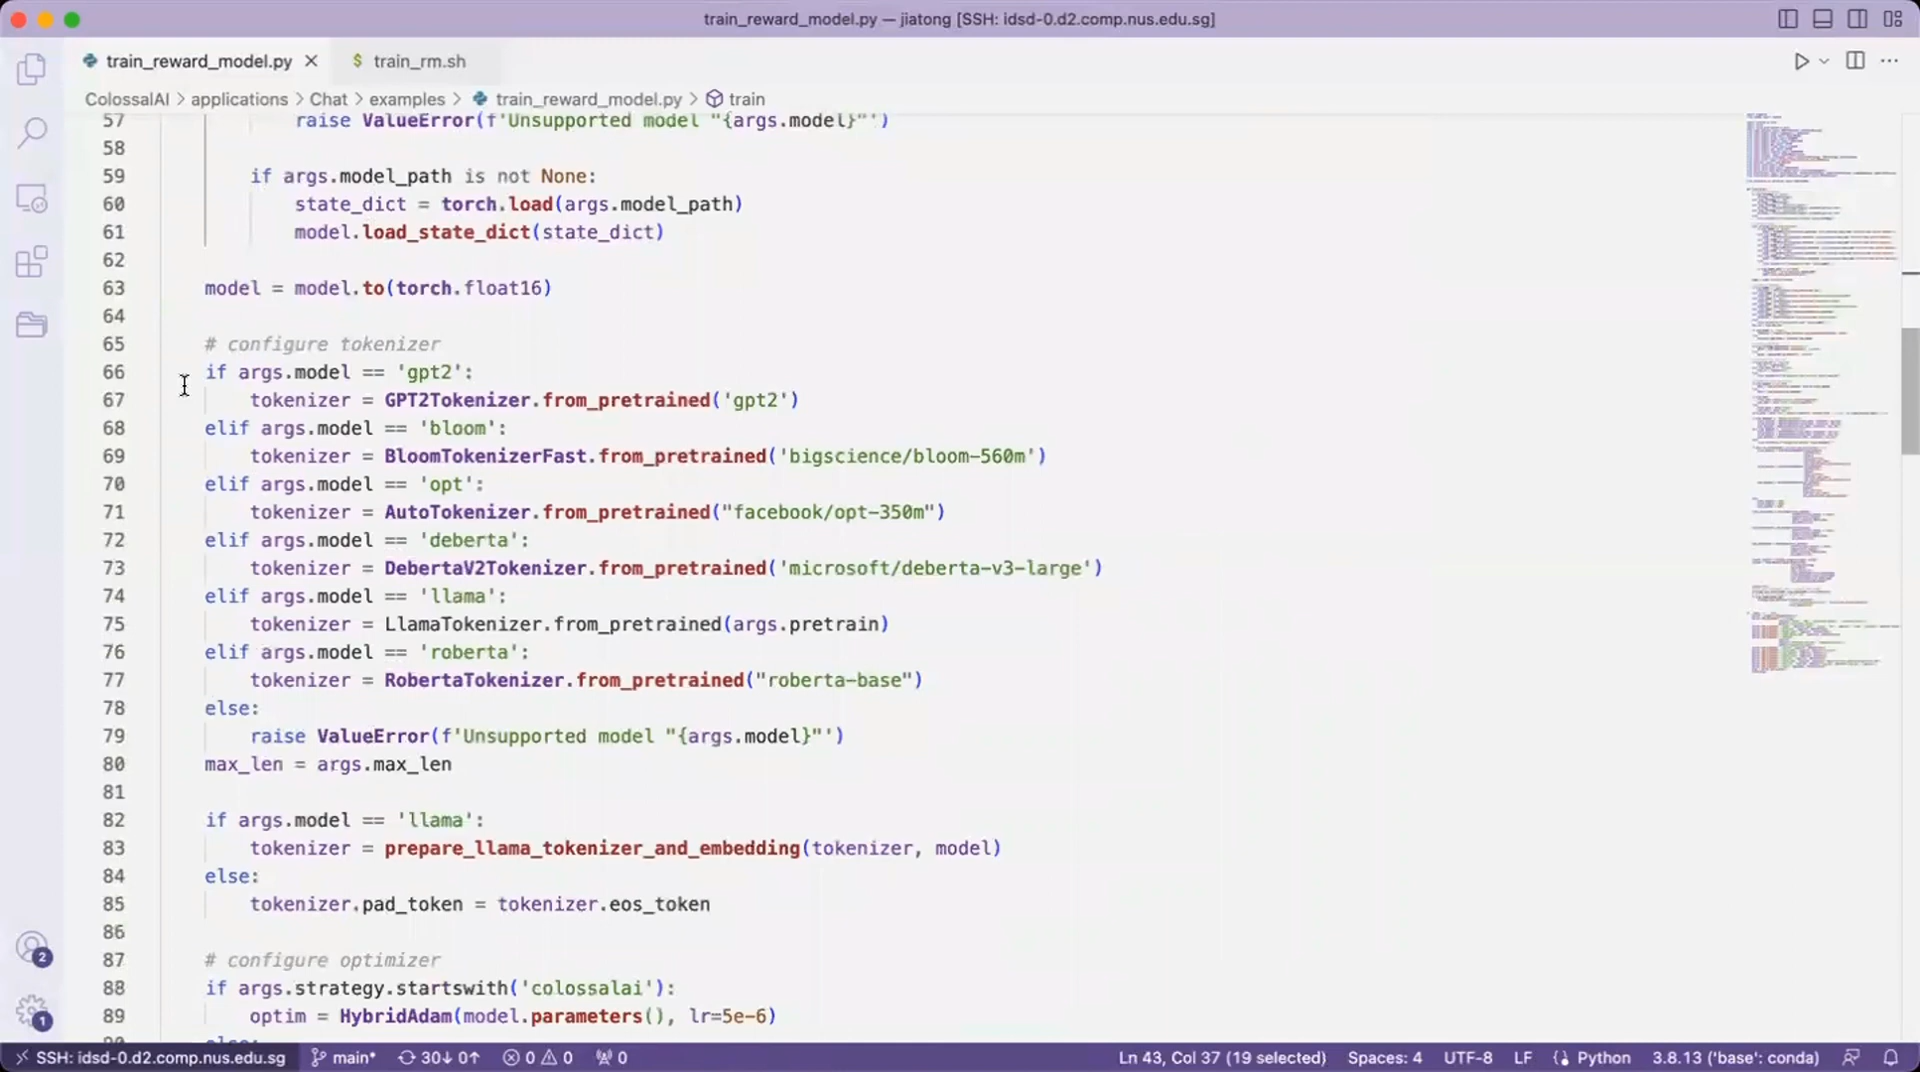 train_reward_model.py — jiatong [SSH: idsd-0.d2.comp.nus.edu.sg]
train_reward_model.py
$ train_rm.sh
ColossalAI > applications > Chat > examples > train_reward_model.py > train
57 raise ValueError(f'Unsupported model "{args.model}"')
58
59 if args.model_path is not None:
60 state_dict = torch.load(args.model_path)
61 model.load_state_dict(state_dict)
62
63 model = model.to(torch.float16)
64
65 # configure tokenizer
66 if args.model == 'gpt2':
67 tokenizer = GPT2Tokenizer.from_pretrained('gpt2')
68 elif args.model == 'bloom':
69 tokenizer = BloomTokenizerFast.from_pretrained('bigscience/bloom-560m')
70 elif args.model == 'opt':
71 tokenizer = AutoTokenizer.from_pretrained("facebook/opt-350m")
72 elif args.model == 'deberta':
73 tokenizer = DebertaV2Tokenizer.from_pretrained('microsoft/deberta-v3-large')
74 elif args.model == 'llama':
75 tokenizer = LlamaTokenizer.from_pretrained(args.pretrain)
76 elif args.model == 'roberta':
77 tokenizer = RobertaTokenizer.from_pretrained("roberta-base")
78 else:
79 raise ValueError(f'Unsupported model "{args.model}"')
80 max_len = args.max_len
81
82 if args.model == 'llama':
83 tokenizer = prepare_llama_tokenizer_and_embedding(tokenizer, model)
84 else:
85 tokenizer.pad_token = tokenizer.eos_token
86
87 # configure optimizer
88 if args.strategy.startswith('colossalai'):
89 optim = HybridAdam(model.parameters(), lr=5e-6)
2
1
SSH: idsd-0.d2.comp.nus.edu.sg main* 30↓ 0↑ 0 0 0 Ln 43, Col 37 (19 selected) Spaces: 4 UTF-8 LF Python 3.8.13 ('base': conda)